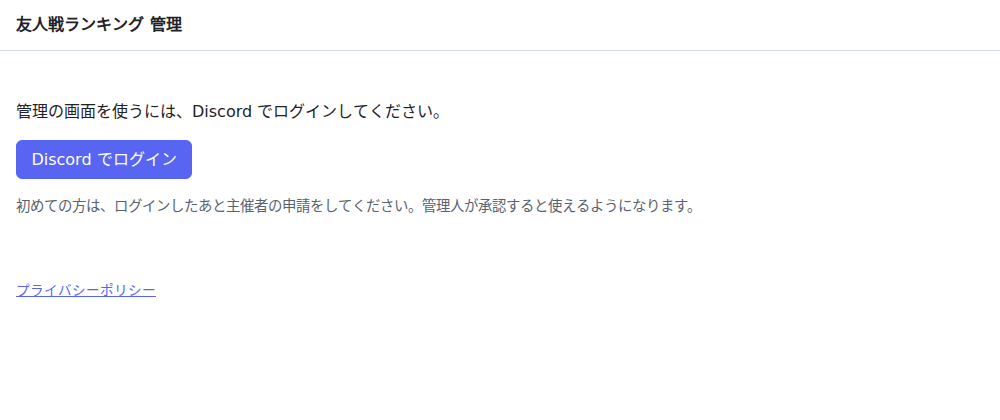 友人戦ランキング 管理
管理の画面を使うには、Discord でログインしてください。
Discord でログイン
初めての方は、ログインしたあと主催者の申請をしてください。管理人が承認すると使えるようになります。
プライバシーポリシー